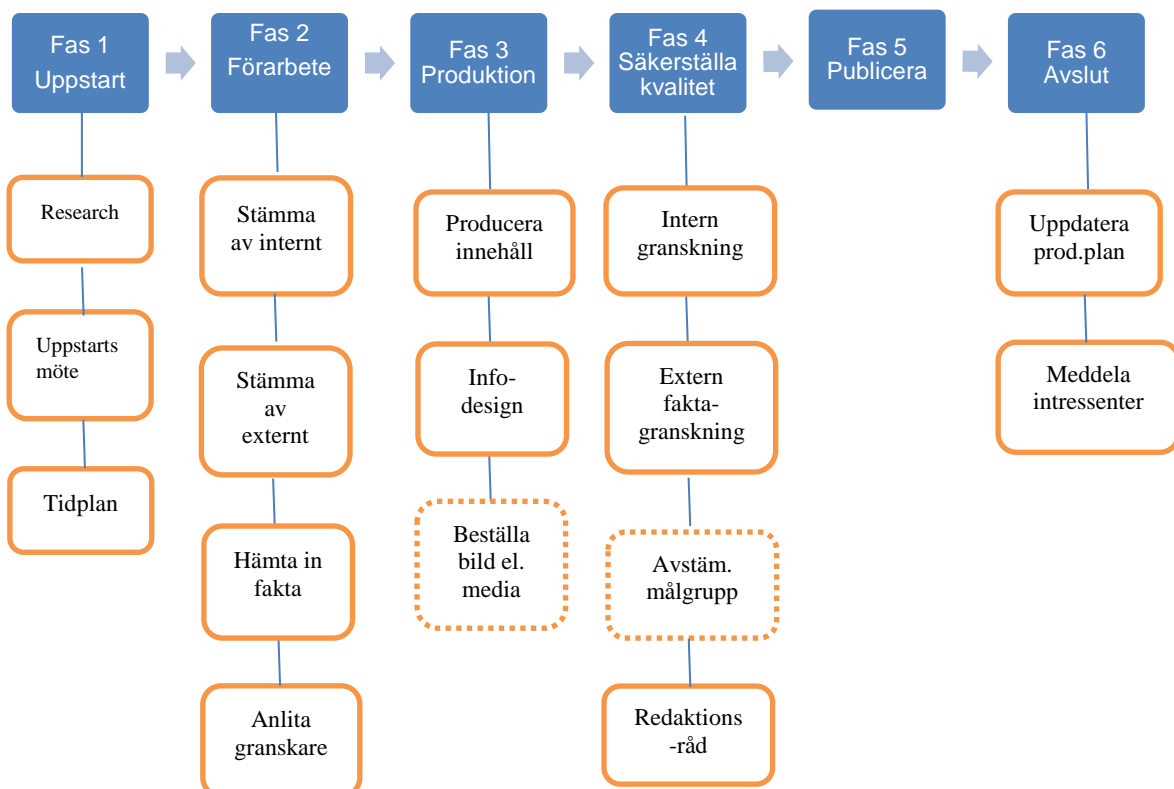 Fas 1
Uppstart
Fas 2
Förarbete
Fas 3
Produktion
Fas 4
Säkerställa
kvalitet
Fas 5
Publicera
Fas 6
Avslut
Research
Uppstarts
möte
Tidplan
Stämma
av internt
Stämma
av
externt
Hämta in
fakta
Anlita
granskare
Producera
innehåll
Info-
design
Beställa
bild el.
media
Intern
granskning
Extern
fakta-
granskning
Avstäm.
målgrupp
Redaktions
-råd
Uppdatera
prod.plan
Meddela
intressenter